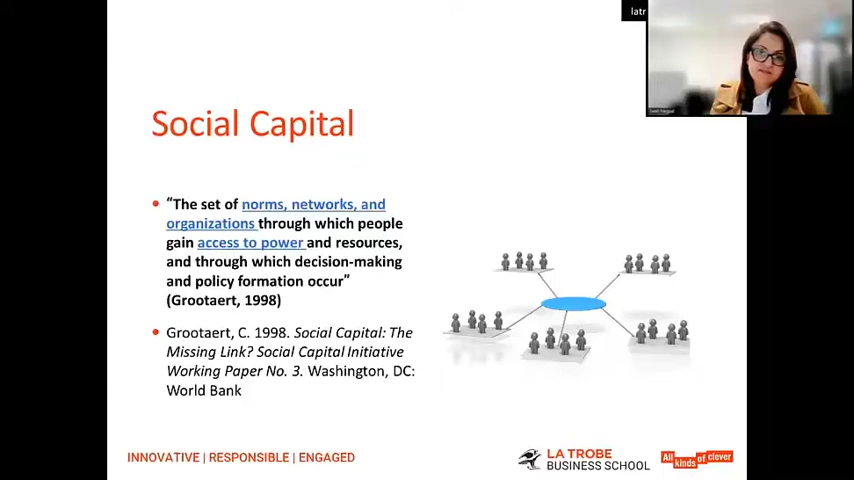 latr
Social Capital
• "The set of norms, networks, and
organizations through which people
gain access to power and resources,
and through which decision-making
and policy formation occur"
(Grootaert, 1998)
• Grootaert, C. 1998. Social Capital: The
Missing Link? Social Capital Initiative
Working Paper No. 3. Washington, DC:
World Bank
INNOVATIVE | RESPONSIBLE | ENGAGED
LA TROBE
BUSINESS SCHOOL
All
kinds of clever